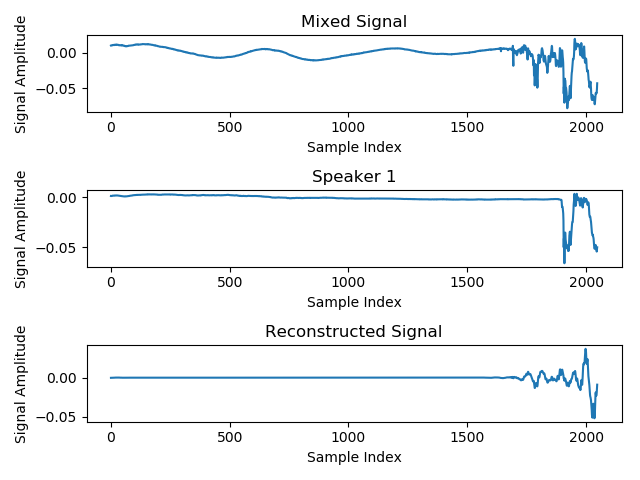 Mixed Signal
Signal Amplitude
0.00
−0.05
0 500 1000 1500 2000
Sample Index
Speaker 1
Signal Amplitude
0.00
−0.05
0 500 1000 1500 2000
Sample Index
Reconstructed Signal
Signal Amplitude
0.00
−0.05
0 500 1000 1500 2000
Sample Index